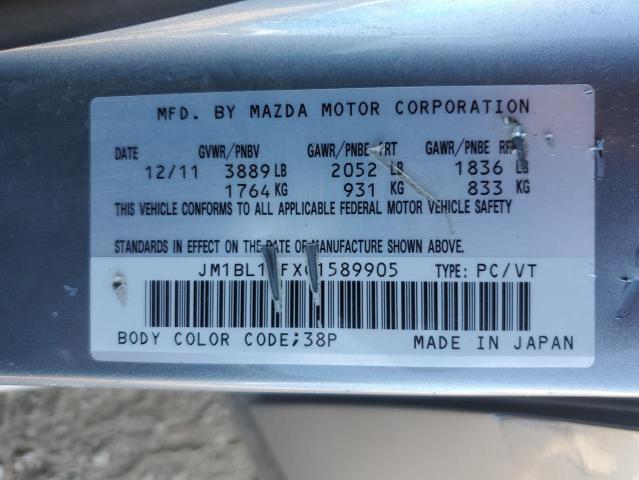 MFD. BY MAZDA MOTOR CORPORATION
DATE GVWR/PNBV GAWR/PNBE FRT GAWR/PNBE RR
12/11 3889 LB 2052 LB 1836 LB
1764 KG 931 KG 833 KG
THIS VEHICLE CONFORMS TO ALL APPLICABLE FEDERAL MOTOR VEHICLE SAFETY
STANDARDS IN EFFECT ON THE DATE OF MANUFACTURE SHOWN ABOVE.
TYPE: PC/VT
BODY COLOR CODE;38P MADE IN JAPAN